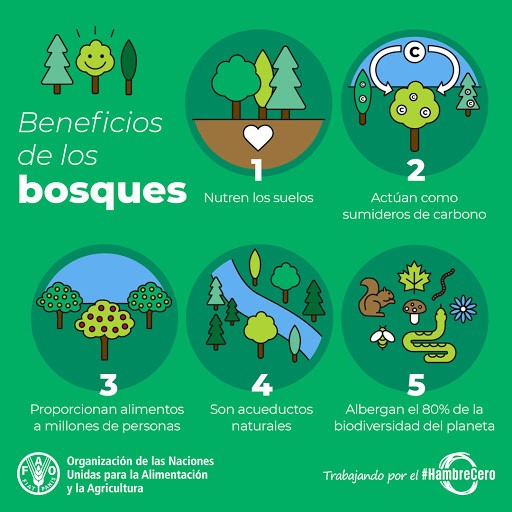 Beneficios
de los
bosques
1
Nutren los suelos
C
C
C
C
C
C
2
Actúan como
sumideros de carbono
3
Proporcionan alimentos
a millones de personas
4
Son acueductos
naturales
5
Albergan el 80% de la
biodiversidad del planeta
FAO
FIAT PANIS
Organización de las Naciones
Unidas para la Alimentación
y la Agricultura
Trabajando por el #HambreCero